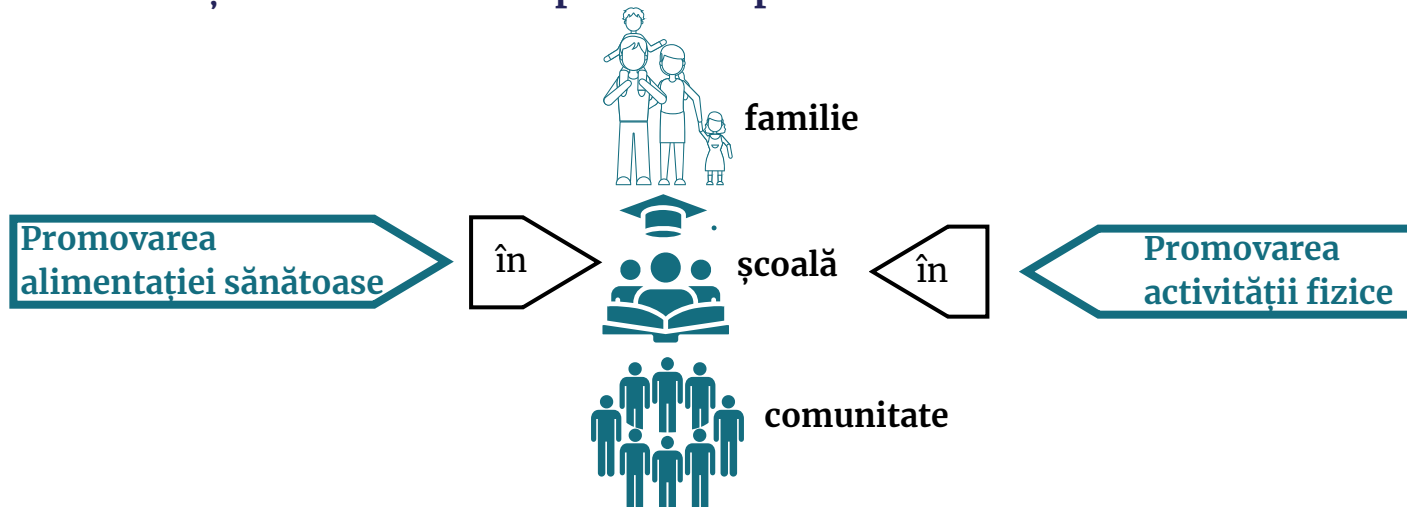 familie
Promovarea
alimentației sănătoase
în
școală
în
Promovarea
activității fizice
comunitate